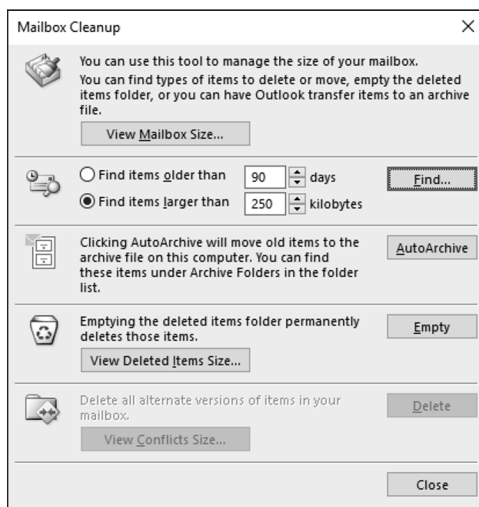 Mailbox Cleanup
You can use this tool to manage the size of your mailbox.
You can find types of items to delete or move, empty the deleted
items folder, or you can have Outlook transfer items to an archive
file.
View Mailbox Size...
Find items older than 90 days Find...
Find items larger than 250 kilobytes
Clicking AutoArchive will move old items to the AutoArchive
archive file on this computer. You can find
these items under Archive Folders in the folder
list.
Emptying the deleted items folder permanently Empty
deletes those items.
View Deleted Items Size...
Delete all alternate versions of items in your Delete
mailbox.
View Conflicts Size...
Close